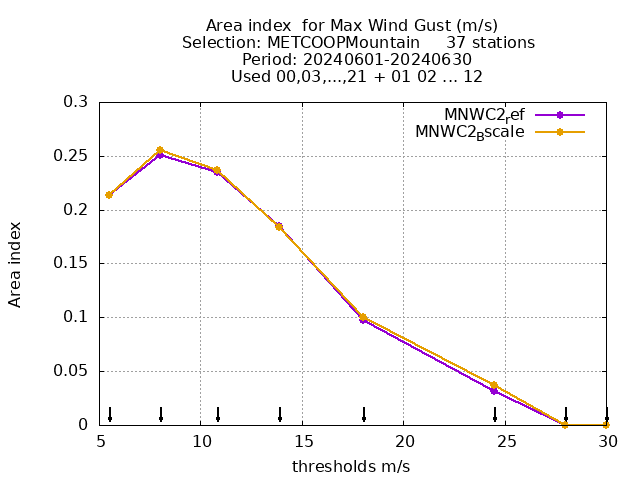 Area index  for Max Wind Gust (m/s)
Selection: METCOOPMountain     37 stations
Period: 20240601-20240630
Used 00,03,...,21 + 01 02 ... 12
MNWC2ref
MNWC2Bscale
0.3
0.25
0.2
0.15
0.1
0.05
0
Area index
5 10 15 20 25 30
thresholds m/s